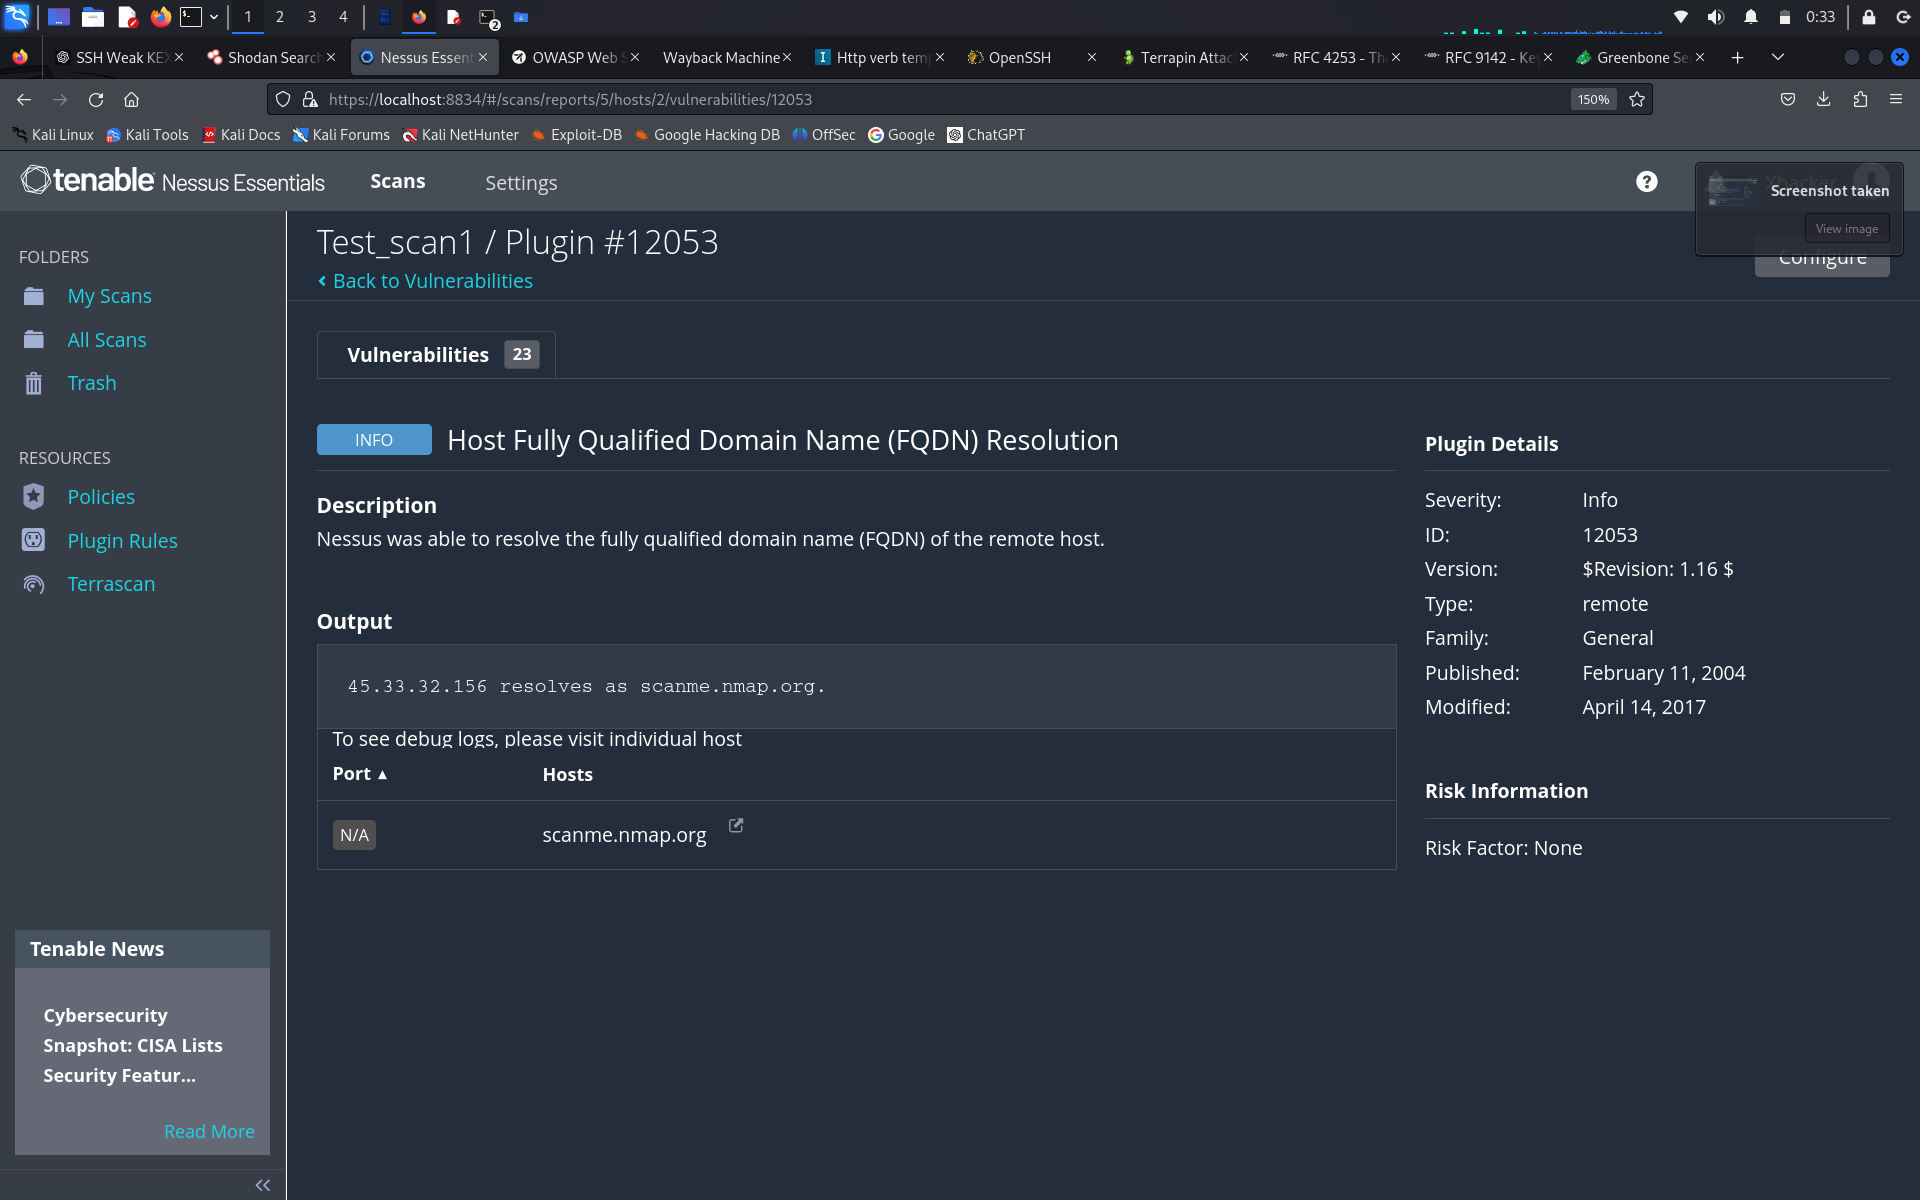 1 2 3 4 2 0:33
SSH Weak KEX Shodan Search Nessus Essent OWASP Web S Wayback Machine Http verb tem OpenSSH Terrapin Attac RFC 4253 - Th RFC 9142 - Key Greenbone Se
https://localhost:8834/#/scans/reports/5/hosts/2/vulnerabilities/12053 150%
Kali Linux Kali Tools Kali Docs Kali Forums Kali NetHunter Exploit-DB Google Hacking DB OffSec Google ChatGPT
tenable Nessus Essentials Scans Settings ?
Screenshot taken
View image
Configure
FOLDERS
My Scans
All Scans
Trash
RESOURCES
Policies
Plugin Rules
Terrascan
Tenable News
Cybersecurity
Snapshot: CISA Lists
Security Featur...
Read More
Test_scan1 / Plugin #12053
Back to Vulnerabilities
Vulnerabilities 23
INFO Host Fully Qualified Domain Name (FQDN) Resolution
Description
Nessus was able to resolve the fully qualified domain name (FQDN) of the remote host.
Output
45.33.32.156 resolves as scanme.nmap.org.
To see debug logs, please visit individual host
Port ▲ Hosts
N/A scanme.nmap.org
Plugin Details
Severity: Info
ID: 12053
Version: $Revision: 1.16 $
Type: remote
Family: General
Published: February 11, 2004
Modified: April 14, 2017
Risk Information
Risk Factor: None